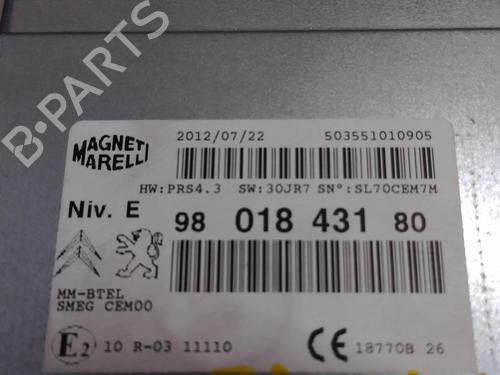 B-PARTS
MAGNETI MARELLI
2012/07/22 503551010905
HW:PRS4.3 SW:30JR7 SN°:SL70CEM7M
Niv. E 98 018 431 80
MM-BTEL
SMEG CEM00
E2 10 R-03 11110 CE 18770B 26